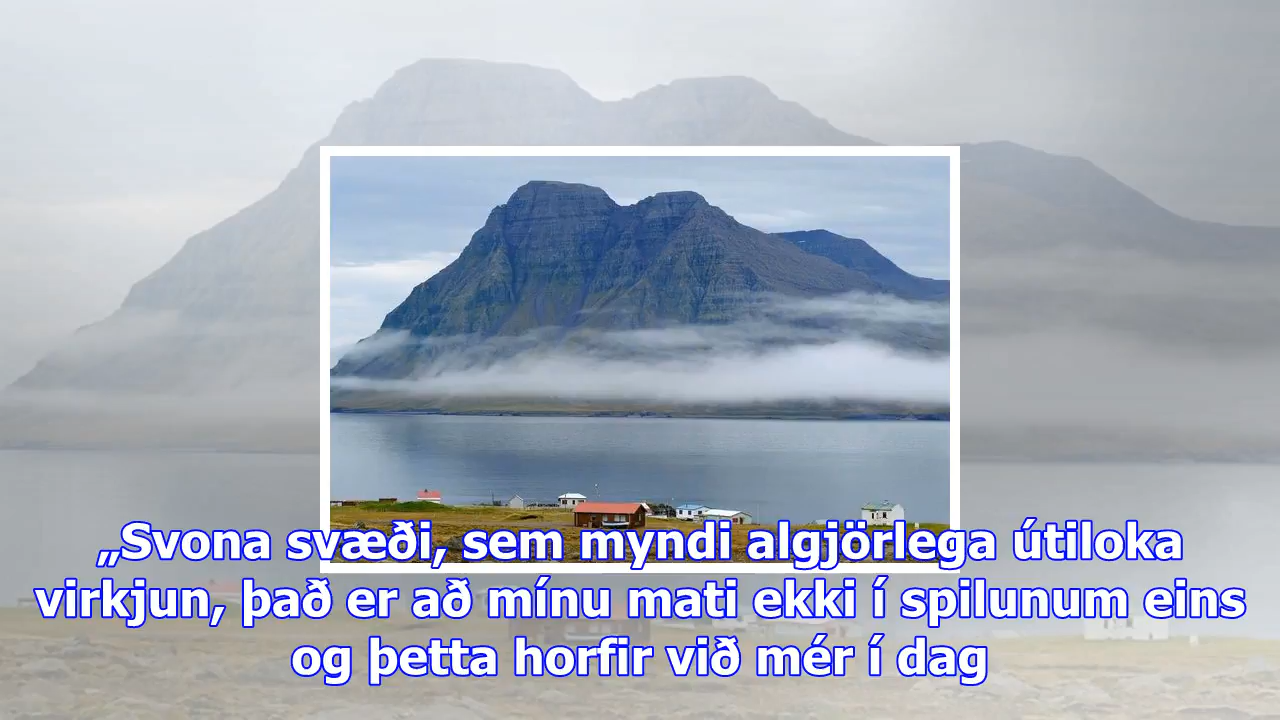 „Svona svæði, sem myndi algjörlega útiloka
virkjun, það er að mínu mati ekki í spilunum eins
og þetta horfir við mér í dag